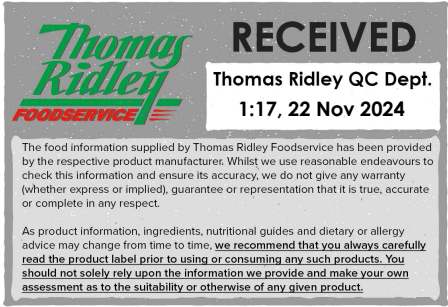 Thomas
Ridley
FOODSERVICE
RECEIVED
Thomas Ridley QC Dept.
1:17, 22 Nov 2024
The food information supplied by Thomas Ridley Foodservice has been provided
by the respective product manufacturer. Whilst we use reasonable endeavours to
check this information and ensure its accuracy, we do not give any warranty
(whether express or implied), guarantee or representation that it is true, accurate
or complete in any respect.
As product information, ingredients, nutritional guides and dietary or allergy
advice may change from time to time, we recommend that you always carefully
read the product label prior to using or consuming any such products. You
should not solely rely upon the information we provide and make your own
assessment as to the suitability or otherwise of any given product.